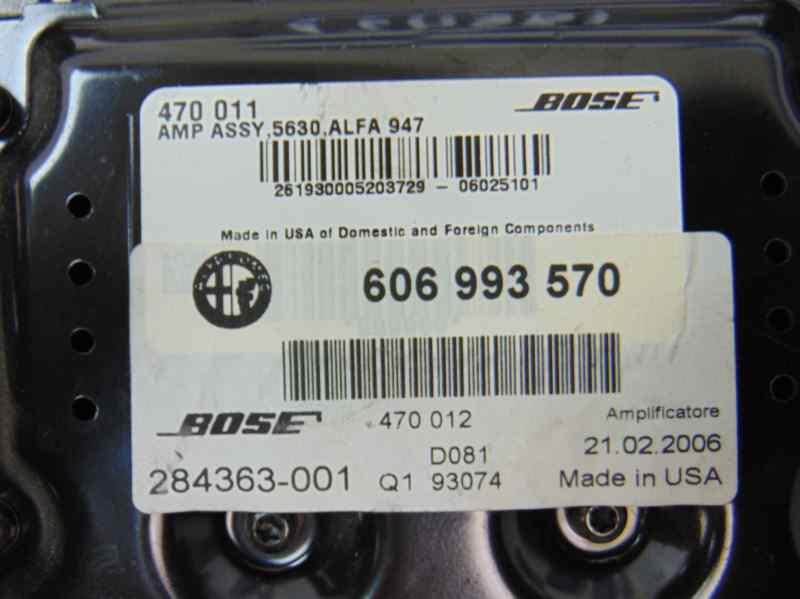 470 011
BOSE
AMP ASSY,5630,ALFA 947
261930005203729 - 06025101
Made in USA of Domestic and Foreign Components
606 993 570
BOSE
470 012
Amplificatore
D081
21.02.2006
284363-001
Q1 93074
Made in USA